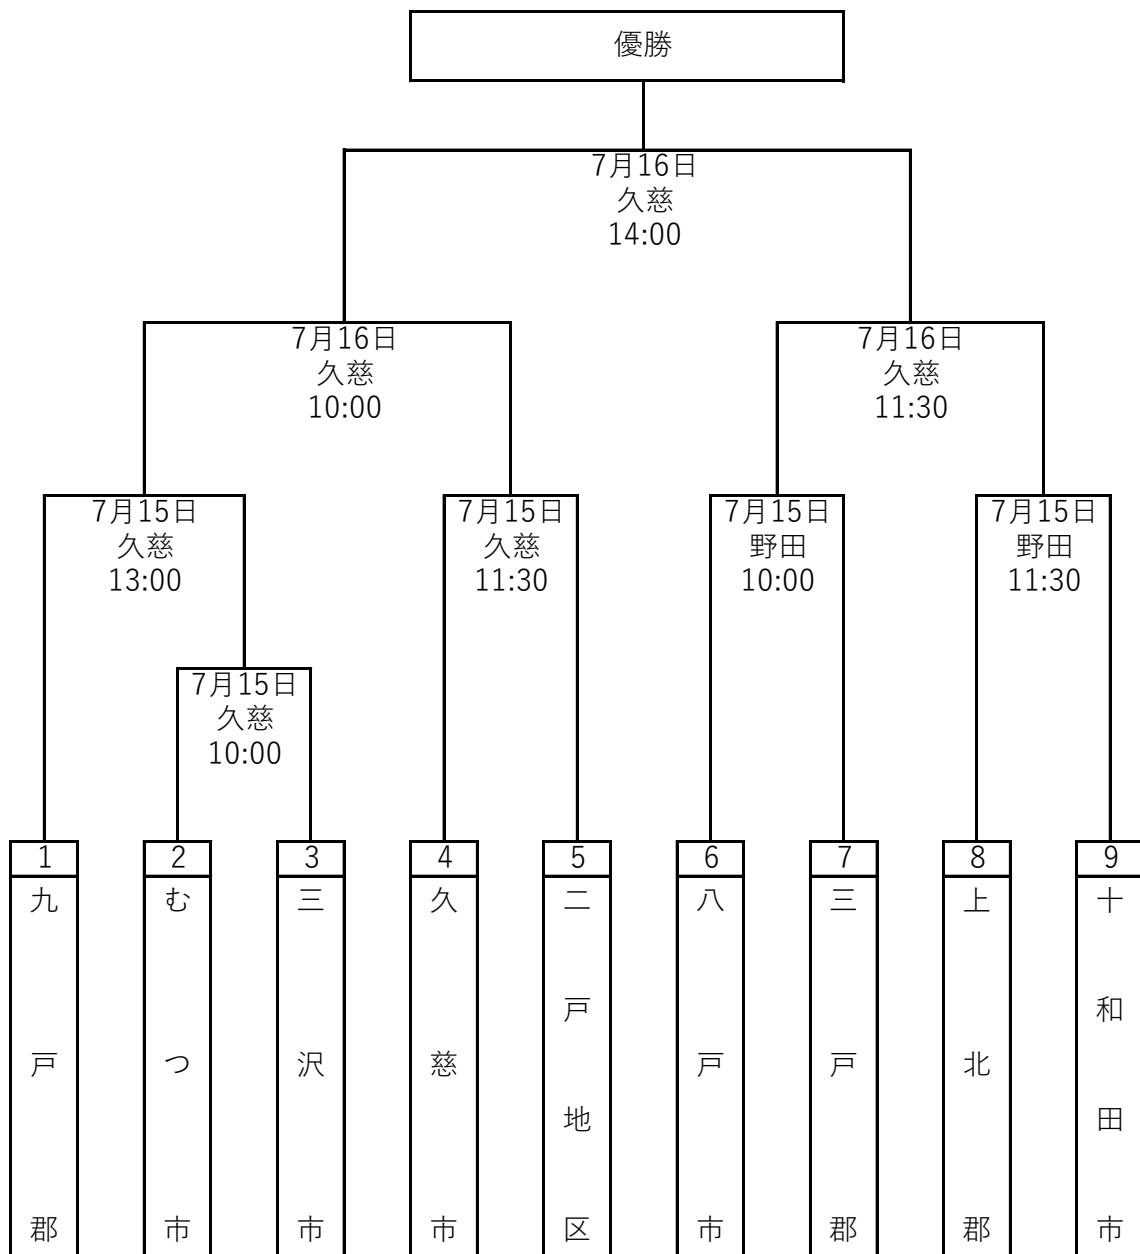 優勝
7月16日
久慈
14:00
7月16日
久慈
10:00
7月16日
久慈
11:30
7月15日
久慈
13:00
7月15日
久慈
11:30
7月15日
野田
10:00
7月15日
野田
11:30
7月15日
久慈
10:00
1
九戸郡
2
むつ市
3
三沢市
4
久慈市
5
二戸地区
6
八戸市
7
三戸郡
8
上北郡
9
十和田市